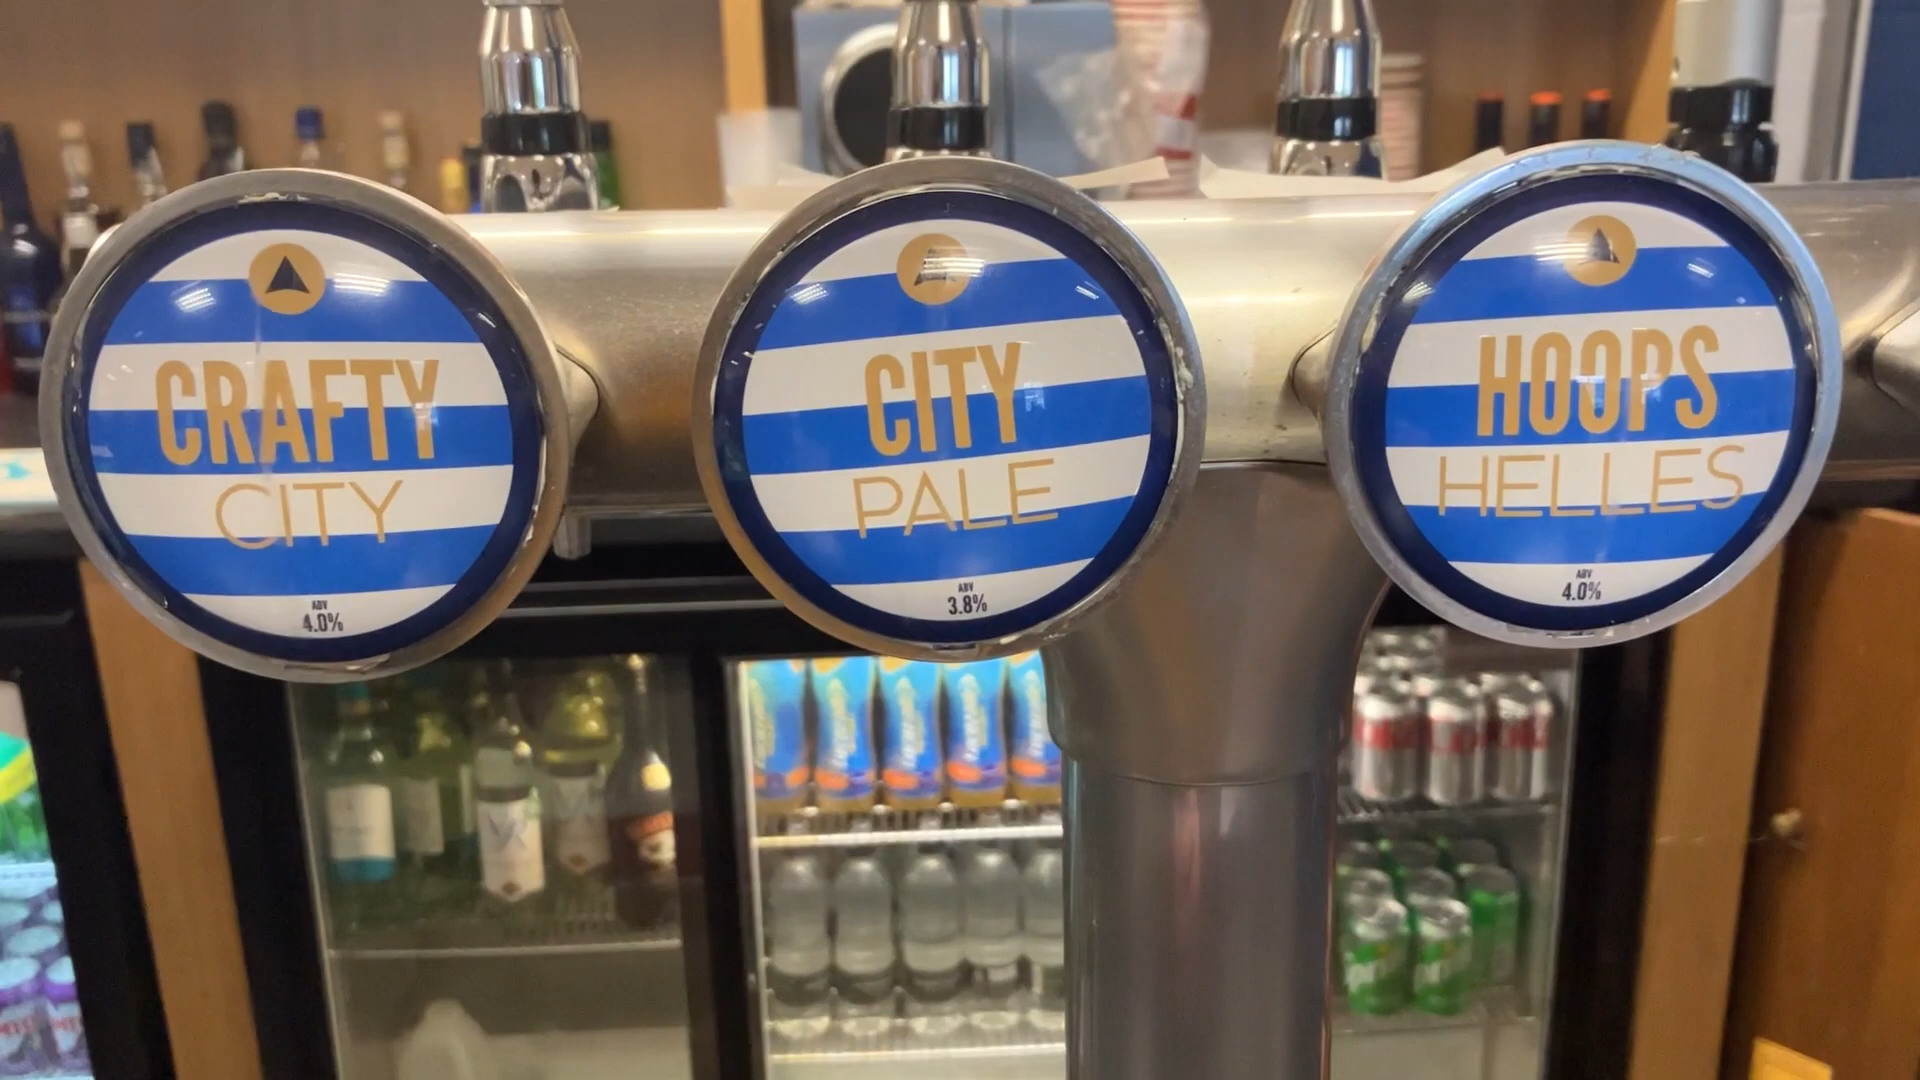 CRAFTY
CITY
ABV
4.0%
CITY
PALE
ABV
3.8%
HOOPS
HELLES
ABV
4.0%